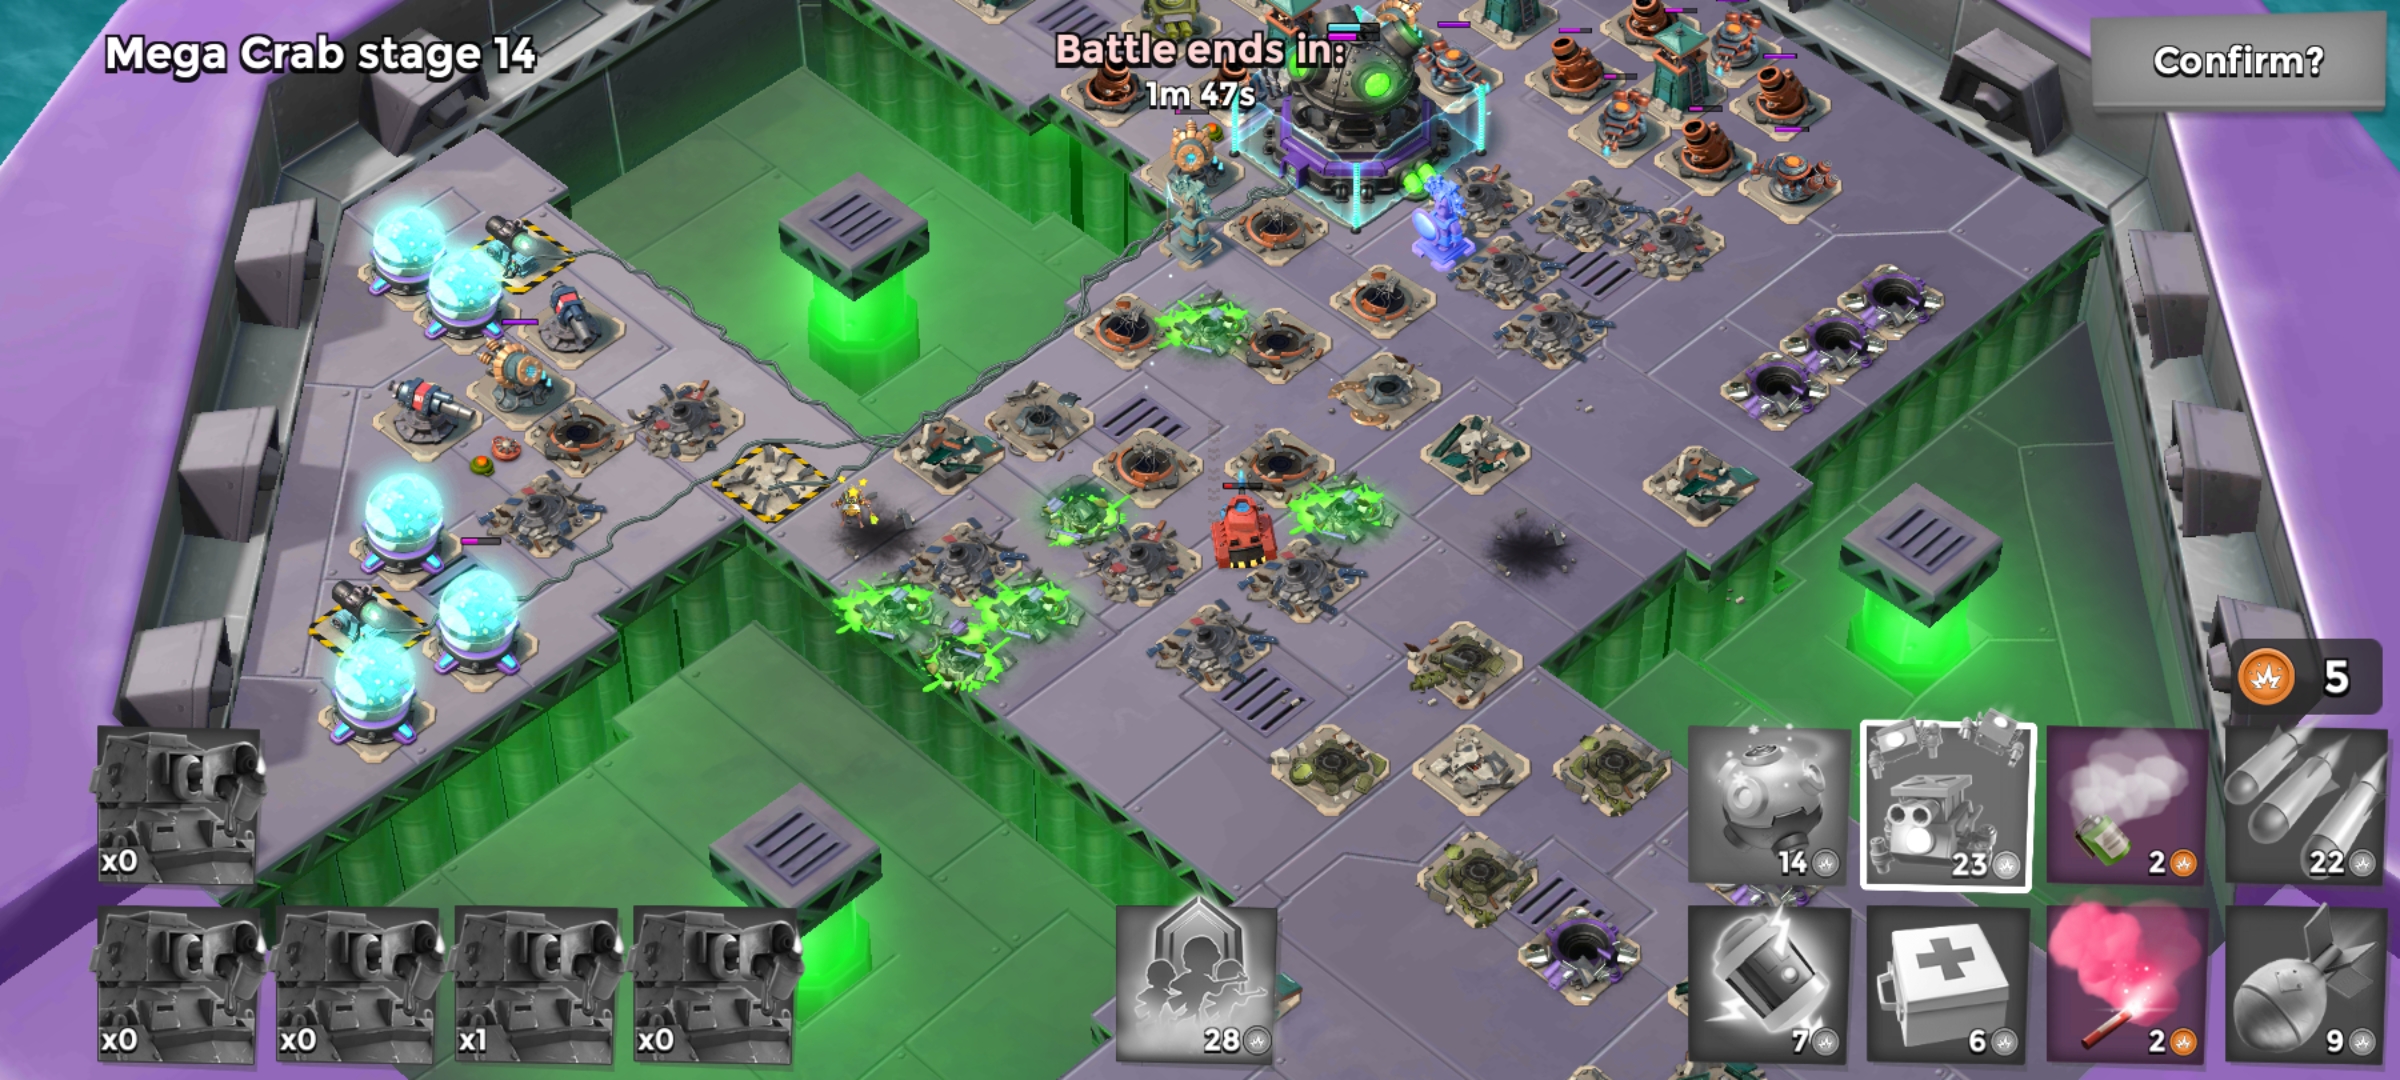 Mega Crab stage 14
Battle ends in:
1m 47s
Confirm?
5
x0
14
23
2
22
x0
x0
x1
x0
28
7
6
2
9